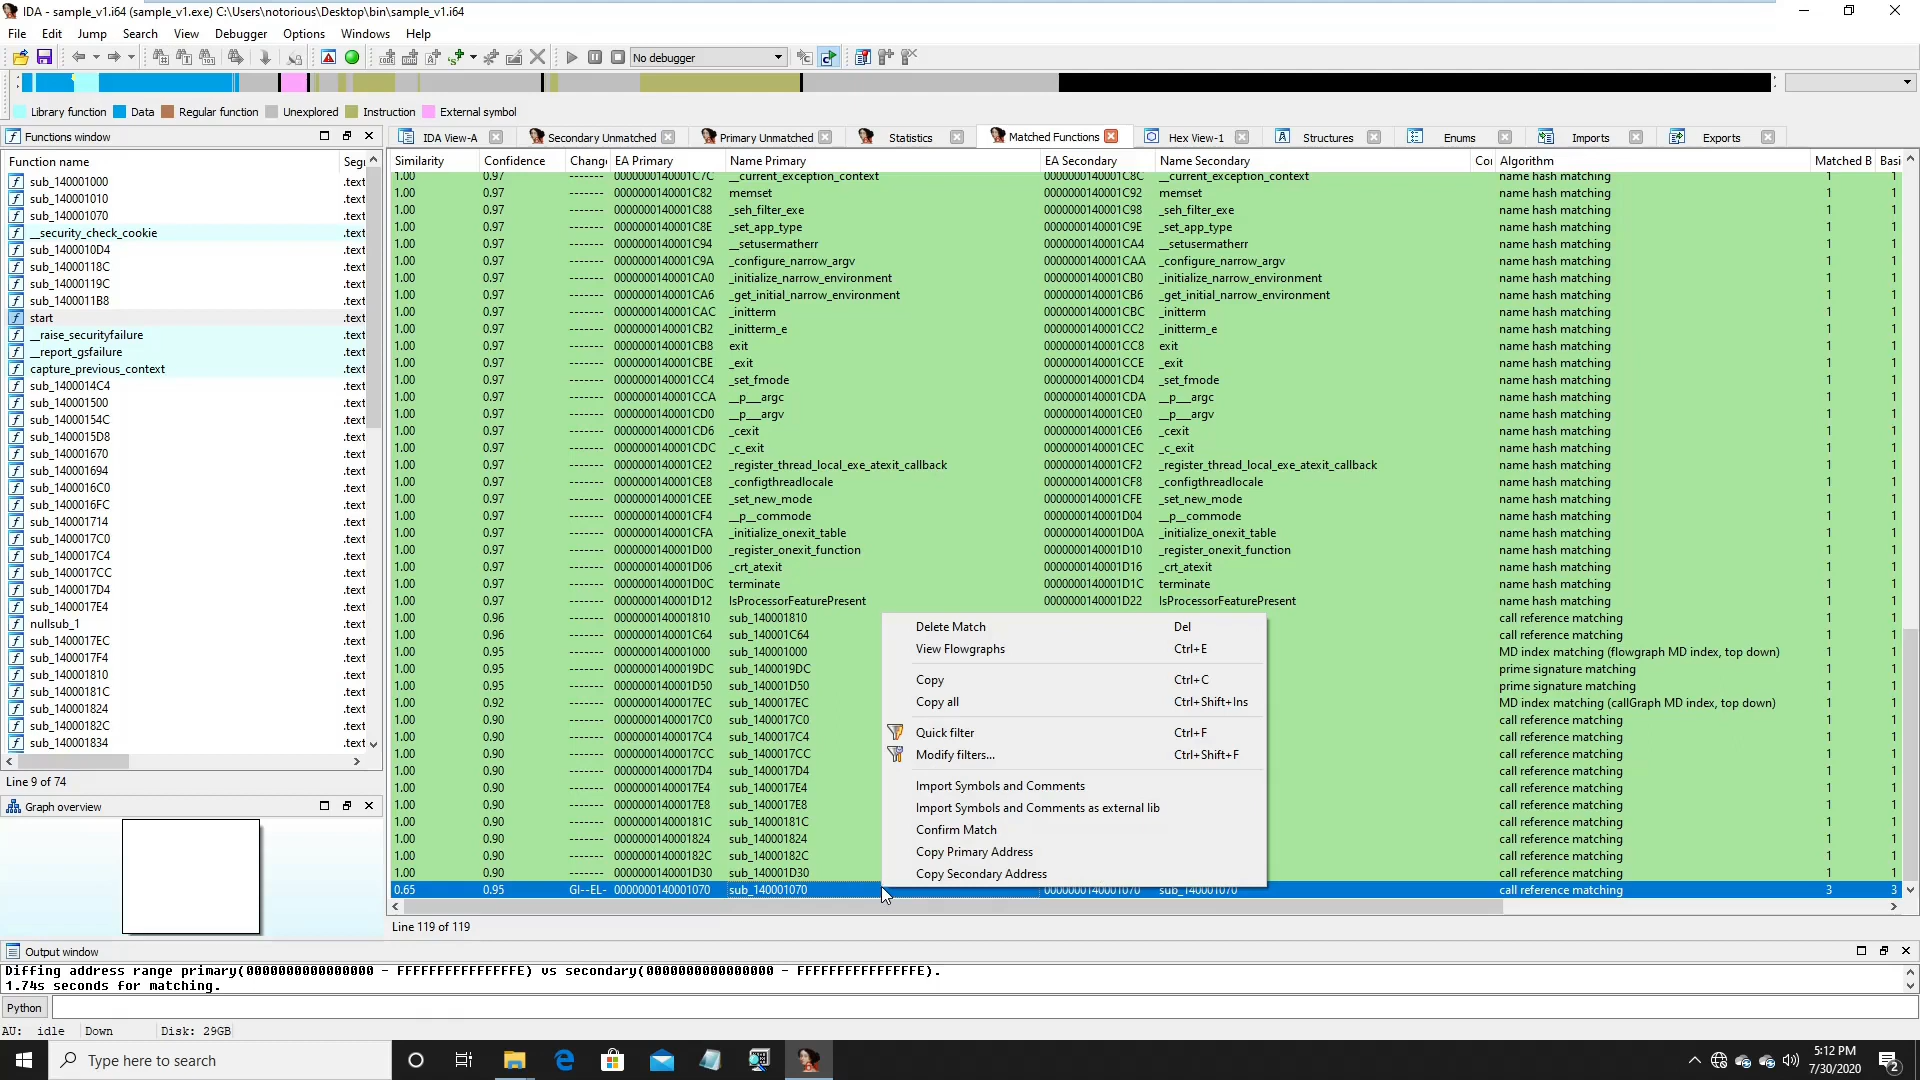 IDA - sample_v1.i64 (sample_v1.exe) C:\Users\notorious\Desktop\bin\sample_v1.i64
File Edit Jump Search View Debugger Options Windows Help
No debugger
Library function Data Regular function Unexplored Instruction External symbol
Functions window
Function name Seg
sub_140001000 .text
sub_140001010 .text
sub_140001070 .text
__security_check_cookie .text
sub_1400010D4 .text
sub_14000118C .text
sub_14000119C .text
sub_1400011B8 .text
start .text
__raise_securityfailure .text
__report_gsfailure .text
capture_previous_context .text
sub_1400014C4 .text
sub_140001500 .text
sub_14000154C .text
sub_1400015D8 .text
sub_140001670 .text
sub_140001694 .text
sub_1400016C0 .text
sub_1400016FC .text
sub_140001714 .text
sub_1400017C0 .text
sub_1400017C4 .text
sub_1400017CC .text
sub_1400017D4 .text
sub_1400017E4 .text
nullsub_1 .text
sub_1400017EC .text
sub_1400017F4 .text
sub_140001810 .text
sub_14000181C .text
sub_140001824 .text
sub_14000182C .text
sub_140001834 .text
Line 9 of 74
Graph overview
IDA View-A Secondary Unmatched Primary Unmatched Statistics Matched Functions Hex View-1 Structures Enums Imports Exports
Similarity Confidence Change EA Primary Name Primary EA Secondary Name Secondary Cor Algorithm Matched B Basi
1.00 0.97 ------- 0000000140001C7C __current_exception_context 0000000140001C8C __current_exception_context name hash matching 1 1
1.00 0.97 ------- 0000000140001C82 memset 0000000140001C92 memset name hash matching 1 1
1.00 0.97 ------- 0000000140001C88 _seh_filter_exe 0000000140001C98 _seh_filter_exe name hash matching 1 1
1.00 0.97 ------- 0000000140001C8E _set_app_type 0000000140001C9E _set_app_type name hash matching 1 1
1.00 0.97 ------- 0000000140001C94 __setusermatherr 0000000140001CA4 __setusermatherr name hash matching 1 1
1.00 0.97 ------- 0000000140001C9A _configure_narrow_argv 0000000140001CAA _configure_narrow_argv name hash matching 1 1
1.00 0.97 ------- 0000000140001CA0 _initialize_narrow_environment 0000000140001CB0 _initialize_narrow_environment name hash matching 1 1
1.00 0.97 ------- 0000000140001CA6 _get_initial_narrow_environment 0000000140001CB6 _get_initial_narrow_environment name hash matching 1 1
1.00 0.97 ------- 0000000140001CAC _initterm 0000000140001CBC _initterm name hash matching 1 1
1.00 0.97 ------- 0000000140001CB2 _initterm_e 0000000140001CC2 _initterm_e name hash matching 1 1
1.00 0.97 ------- 0000000140001CB8 exit 0000000140001CC8 exit name hash matching 1 1
1.00 0.97 ------- 0000000140001CBE _exit 0000000140001CCE _exit name hash matching 1 1
1.00 0.97 ------- 0000000140001CC4 _set_fmode 0000000140001CD4 _set_fmode name hash matching 1 1
1.00 0.97 ------- 0000000140001CCA __p___argc 0000000140001CDA __p___argc name hash matching 1 1
1.00 0.97 ------- 0000000140001CD0 __p___argv 0000000140001CE0 __p___argv name hash matching 1 1
1.00 0.97 ------- 0000000140001CD6 _cexit 0000000140001CE6 _cexit name hash matching 1 1
1.00 0.97 ------- 0000000140001CDC _c_exit 0000000140001CEC _c_exit name hash matching 1 1
1.00 0.97 ------- 0000000140001CE2 _register_thread_local_exe_atexit_callback 0000000140001CF2 _register_thread_local_exe_atexit_callback name hash matching 1 1
1.00 0.97 ------- 0000000140001CE8 _configthreadlocale 0000000140001CF8 _configthreadlocale name hash matching 1 1
1.00 0.97 ------- 0000000140001CEE _set_new_mode 0000000140001CFE _set_new_mode name hash matching 1 1
1.00 0.97 ------- 0000000140001CF4 __p__commode 0000000140001D04 __p__commode name hash matching 1 1
1.00 0.97 ------- 0000000140001CFA _initialize_onexit_table 0000000140001D0A _initialize_onexit_table name hash matching 1 1
1.00 0.97 ------- 0000000140001D00 _register_onexit_function 0000000140001D10 _register_onexit_function name hash matching 1 1
1.00 0.97 ------- 0000000140001D06 _crt_atexit 0000000140001D16 _crt_atexit name hash matching 1 1
1.00 0.97 ------- 0000000140001D0C terminate 0000000140001D1C terminate name hash matching 1 1
1.00 0.97 ------- 0000000140001D12 IsProcessorFeaturePresent 0000000140001D22 IsProcessorFeaturePresent name hash matching 1 1
1.00 0.96 ------- 0000000140001810 sub_140001810 call reference matching 1 1
1.00 0.96 ------- 0000000140001C64 sub_140001C64 call reference matching 1 1
1.00 0.95 ------- 0000000140001000 sub_140001000 MD index matching (flowgraph MD index, top down) 1 1
1.00 0.95 ------- 00000001400019DC sub_1400019DC prime signature matching 1 1
1.00 0.95 ------- 0000000140001D50 sub_140001D50 prime signature matching 1 1
1.00 0.92 ------- 00000001400017EC sub_1400017EC MD index matching (callGraph MD index, top down) 1 1
1.00 0.90 ------- 00000001400017C0 sub_1400017C0 call reference matching 1 1
1.00 0.90 ------- 00000001400017C4 sub_1400017C4 call reference matching 1 1
1.00 0.90 ------- 00000001400017CC sub_1400017CC call reference matching 1 1
1.00 0.90 ------- 00000001400017D4 sub_1400017D4 call reference matching 1 1
1.00 0.90 ------- 00000001400017E4 sub_1400017E4 call reference matching 1 1
1.00 0.90 ------- 00000001400017E8 sub_1400017E8 call reference matching 1 1
1.00 0.90 ------- 000000014000181C sub_14000181C call reference matching 1 1
1.00 0.90 ------- 0000000140001824 sub_140001824 call reference matching 1 1
1.00 0.90 ------- 000000014000182C sub_14000182C call reference matching 1 1
1.00 0.90 ------- 0000000140001D30 sub_140001D30 call reference matching 1 1
0.65 0.95 GI--EL- 0000000140001070 sub_140001070 0000000140001070 sub_140001070 call reference matching 3 3
Delete Match Del
View Flowgraphs Ctrl+E
Copy Ctrl+C
Copy all Ctrl+Shift+Ins
Quick filter Ctrl+F
Modify filters... Ctrl+Shift+F
Import Symbols and Comments
Import Symbols and Comments as external lib
Confirm Match
Copy Primary Address
Copy Secondary Address
Line 119 of 119
Output window
Diffing address range primary(0000000000000000 - FFFFFFFFFFFFFFFE) vs secondary(0000000000000000 - FFFFFFFFFFFFFFFE).
1.74s seconds for matching.
Python
AU: idle Down Disk: 29GB
Type here to search
5:12 PM
7/30/2020
2